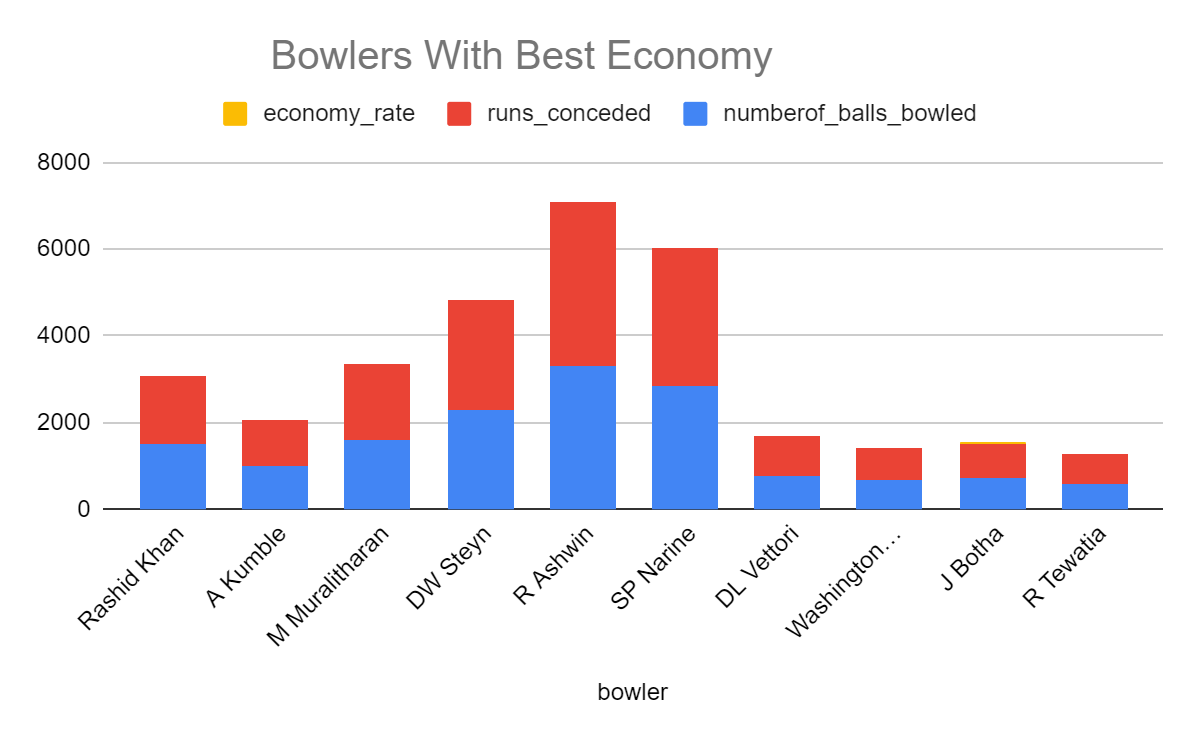 Bowlers With Best Economy
economy_rate runs_conceded numberof_balls_bowled
8000
6000
4000
2000
0
Rashid Khan
A Kumble
M Muralitharan
DW Steyn
R Ashwin
SP Narine
DL Vettori
Washington…
J Botha
R Tewatia
bowler